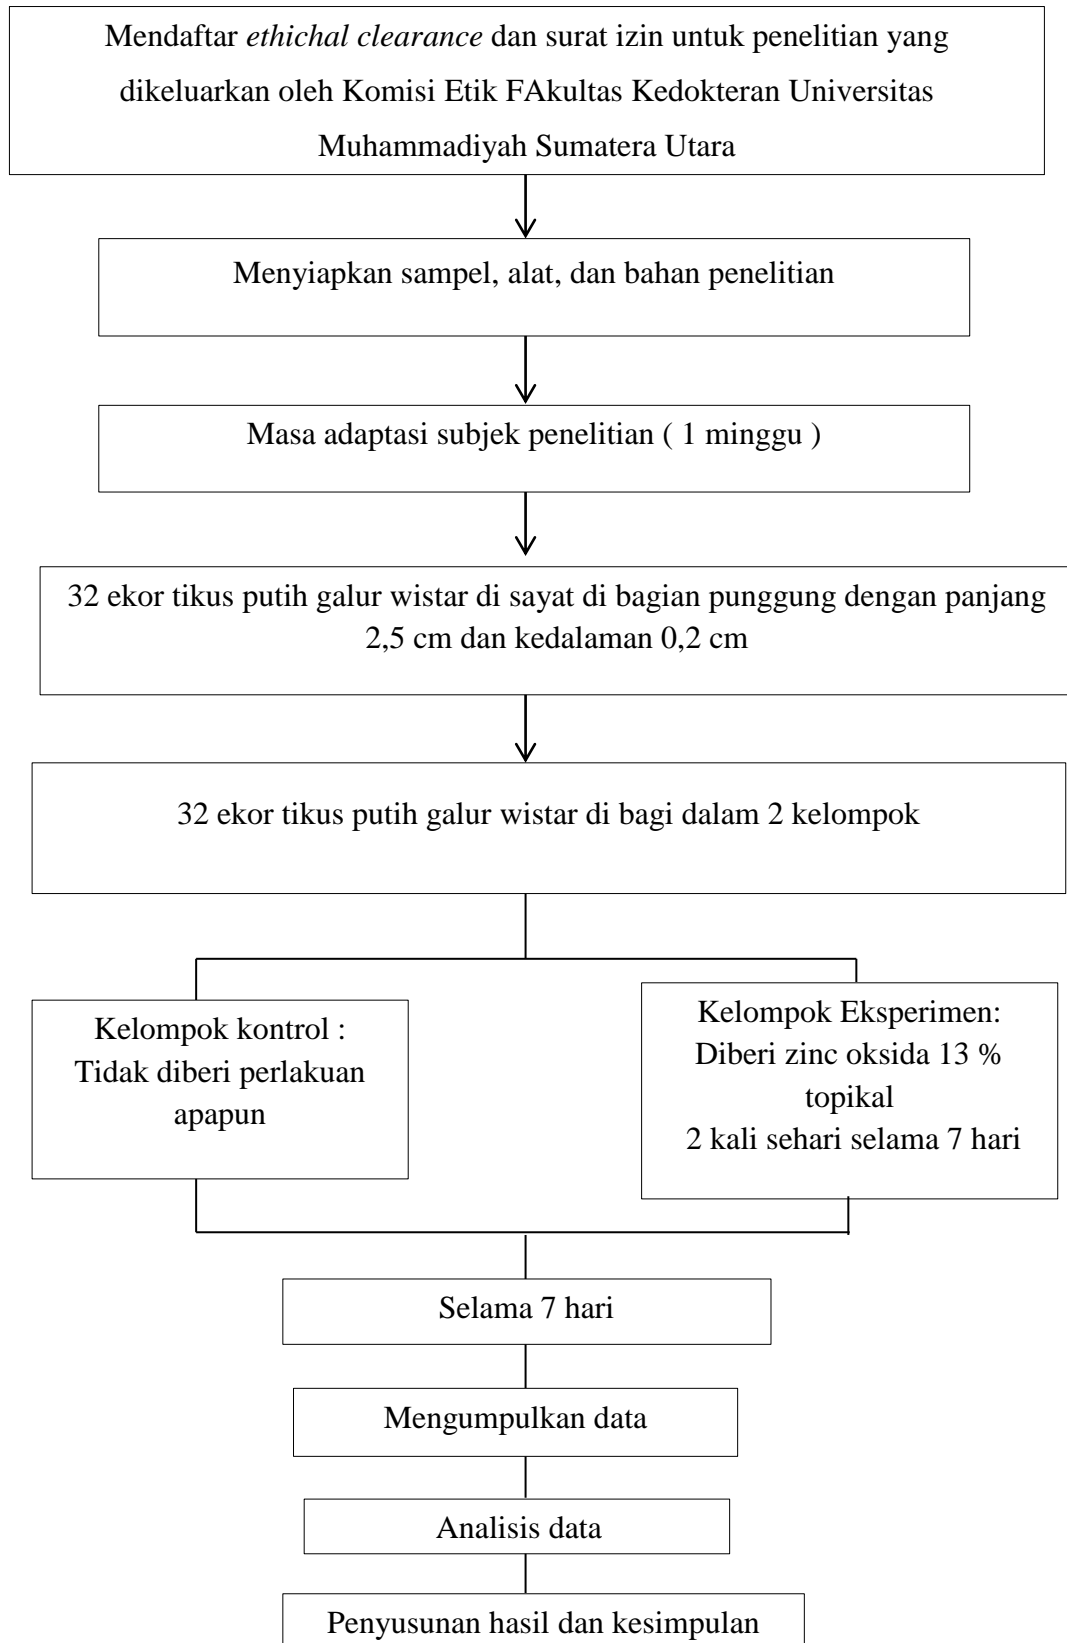 Mendaftar ethichal clearance dan surat izin untuk penelitian yang
dikeluarkan oleh Komisi Etik FAkultas Kedokteran Universitas
Muhammadiyah Sumatera Utara
Menyiapkan sampel, alat, dan bahan penelitian
Masa adaptasi subjek penelitian ( 1 minggu )
32 ekor tikus putih galur wistar di sayat di bagian punggung dengan panjang
2,5 cm dan kedalaman 0,2 cm
32 ekor tikus putih galur wistar di bagi dalam 2 kelompok
Kelompok kontrol :
Tidak diberi perlakuan
apapun
Kelompok Eksperimen:
Diberi zinc oksida 13 %
topikal
2 kali sehari selama 7 hari
Selama 7 hari
Mengumpulkan data
Analisis data
Penyusunan hasil dan kesimpulan